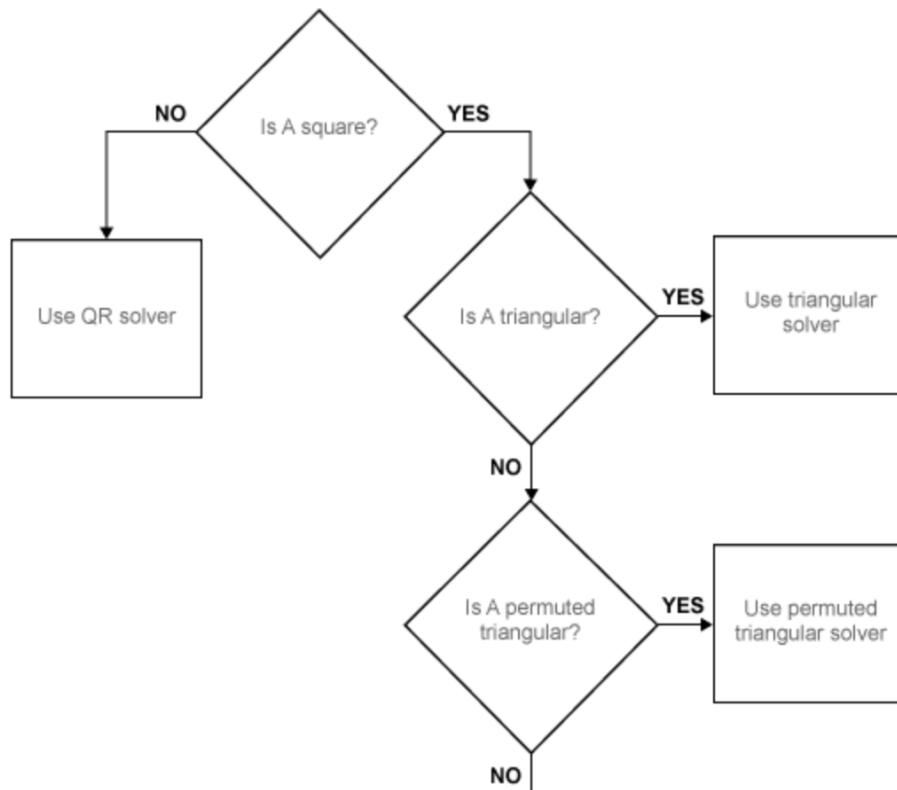 Is A square?
NO
YES
Use QR solver
Is A triangular?
YES
Use triangular
solver
NO
Is A permuted
triangular?
YES
Use permuted
triangular solver
NO